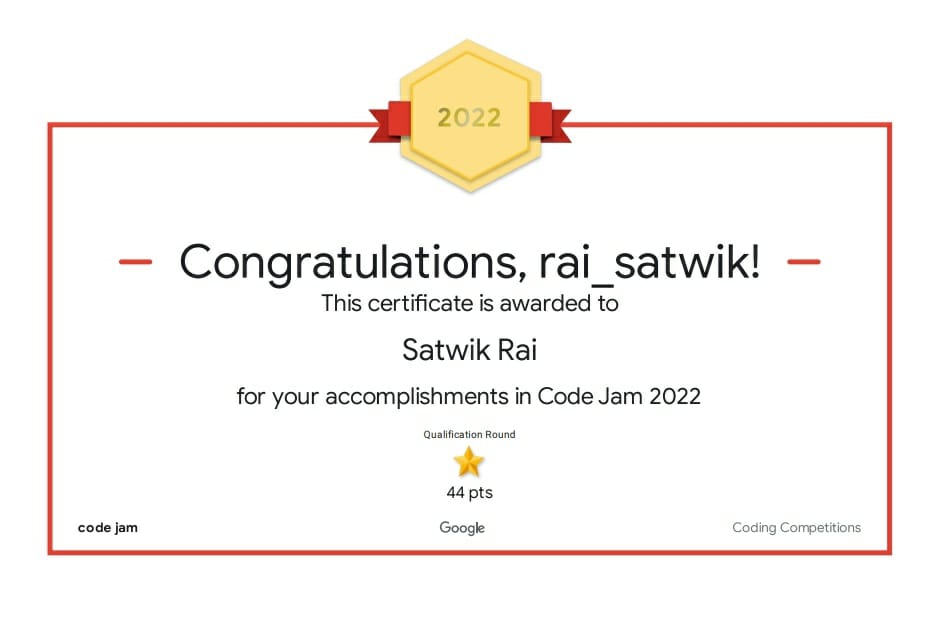 2022
Congratulations, rai_satwik!
This certificate is awarded to
Satwik Rai
for your accomplishments in Code Jam 2022
Qualification Round
44 pts
code jam
Google
Coding Competitions